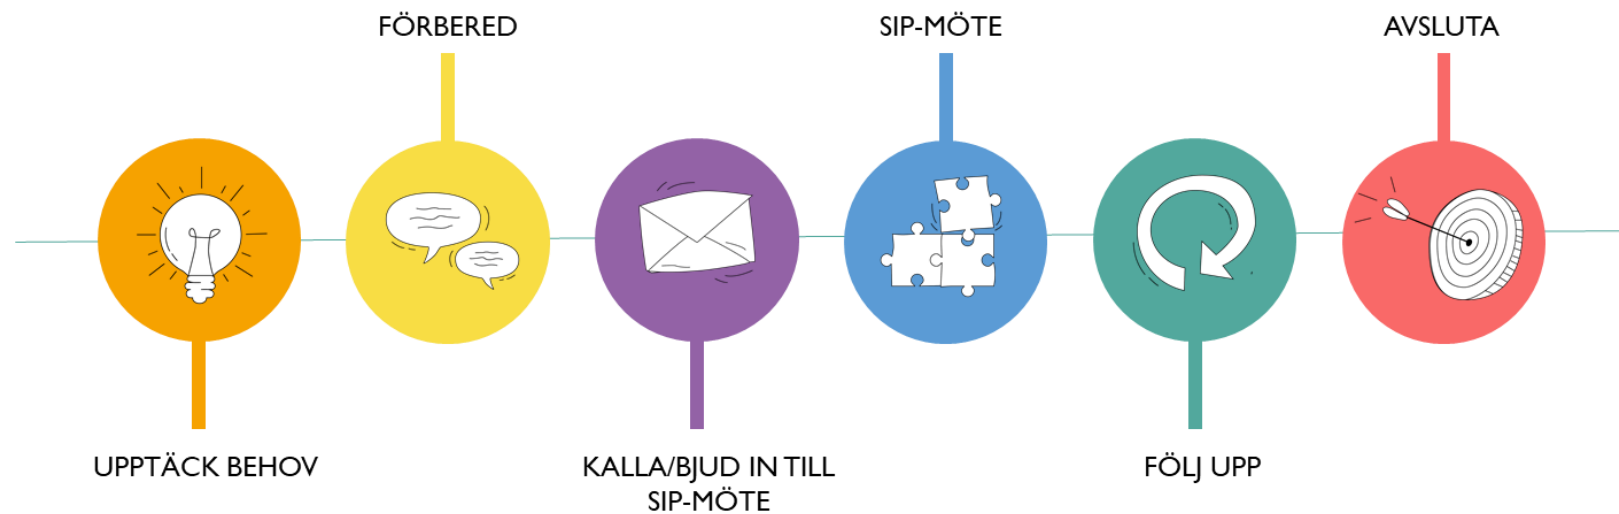 FÖRBERED
SIP-MÖTE
AVSLUTA
UPPTÄCK BEHOV
KALLA/BJUD IN TILL
SIP-MÖTE
FÖLJ UPP